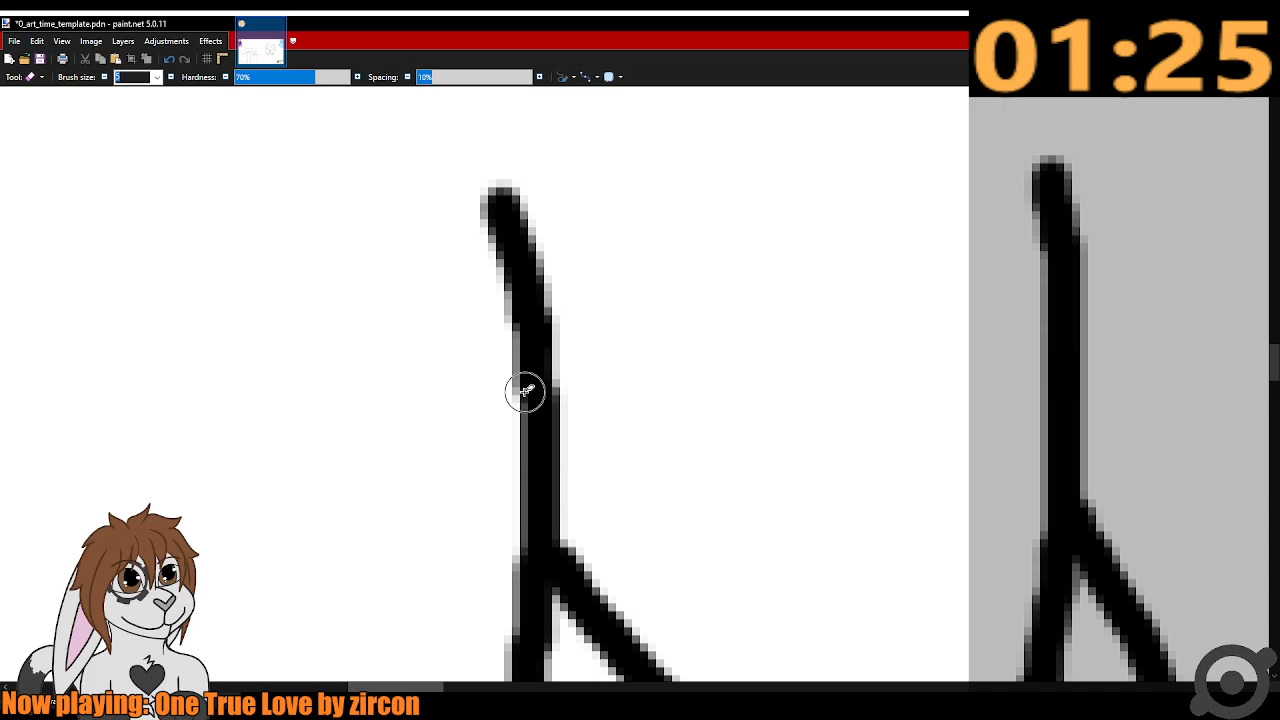 *0_art_time_template.pdn - paint.net 5.0.11
01:25
File Edit View Image Layers Adjustments Effects
Tool: Brush size: 5 Hardness: 70% Spacing: 10%
Now playing: One True Love by zircon